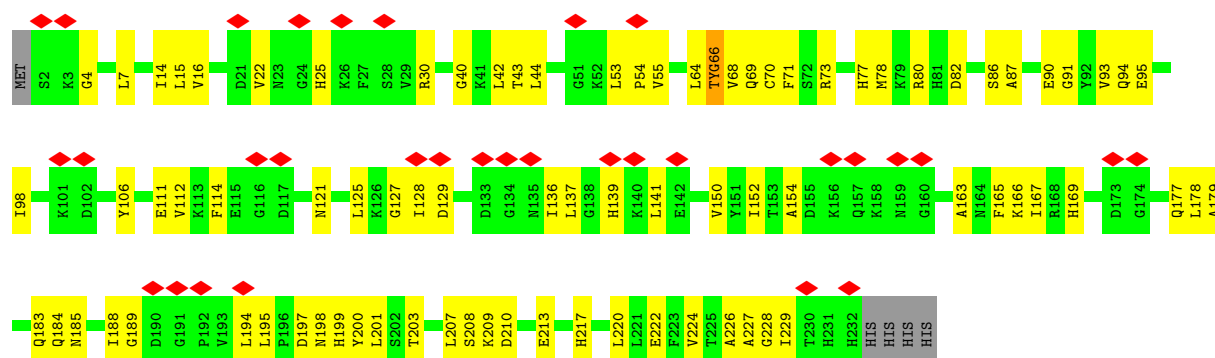 MET S2 K3 G4 L7 I14 L15 V16 D21 V22 N23 G24 H25 K26 F27 S28 V29 R30 G40 K41 L42 T43 L44 G51 K52 L53 P54 V55 L64 TYG66 V68 Q69 C70 F71 S72 R73 H77 M78 K79 R80 H81 D82 S86 A87 E90 G91 Y92 V93 Q94 E95
I98 K101 D102 Y106 E111 V112 K113 F114 E115 G116 D117 N121 L125 K126 G127 I128 D129 D133 G134 N135 I136 L137 G138 H139 K140 L141 E142 V150 Y151 I152 T153 A154 D155 K156 Q157 K158 N159 G160 A163 N164 F165 K166 I167 R168 H169 D173 G174 Q177 L178 A179
Q183 Q184 N185 I188 G189 D190 G191 P192 V193 L194 L195 P196 D197 N198 H199 Y200 L201 S202 T203 L207 S208 K209 D210 E213 H217 L220 L221 E222 F223 V224 T225 A226 A227 G228 I229 T230 H231 H232 HIS HIS HIS HIS